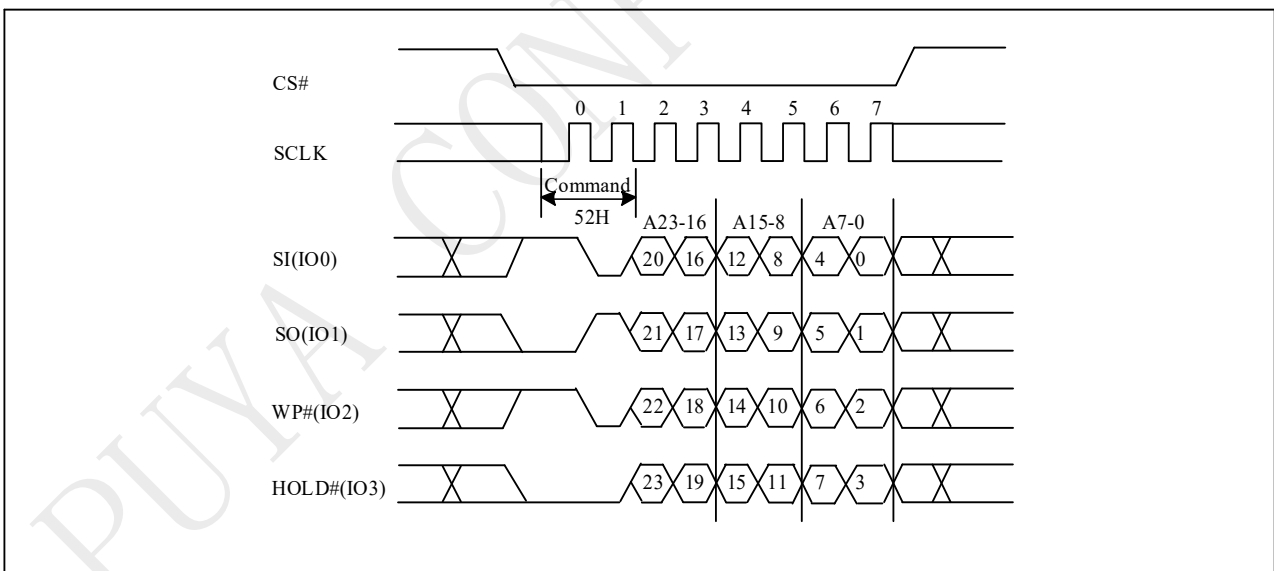 PUYA CONF
CS#
0 1 2 3 4 5 6 7
SCLK
Command
52H
A23-16 A15-8 A7-0
SI(IO0) 20 16 12 8 4 0
SO(IO1) 21 17 13 9 5 1
WP#(IO2) 22 18 14 10 6 2
HOLD#(IO3) 23 19 15 11 7 3